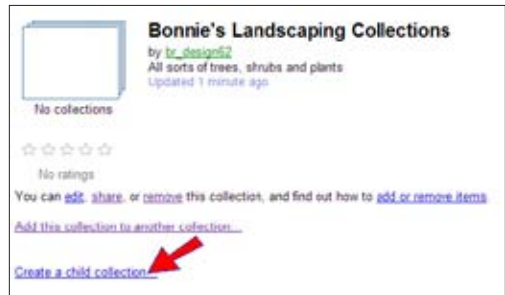 Bonnie's Landscaping Collections
by br_design62
All sorts of trees, shrubs and plants
Updated 1 minute ago
No collections
No ratings
You can edit, share, or remove this collection, and find out how to add or remove items
Add this collection to another collection...
Create a child collection...